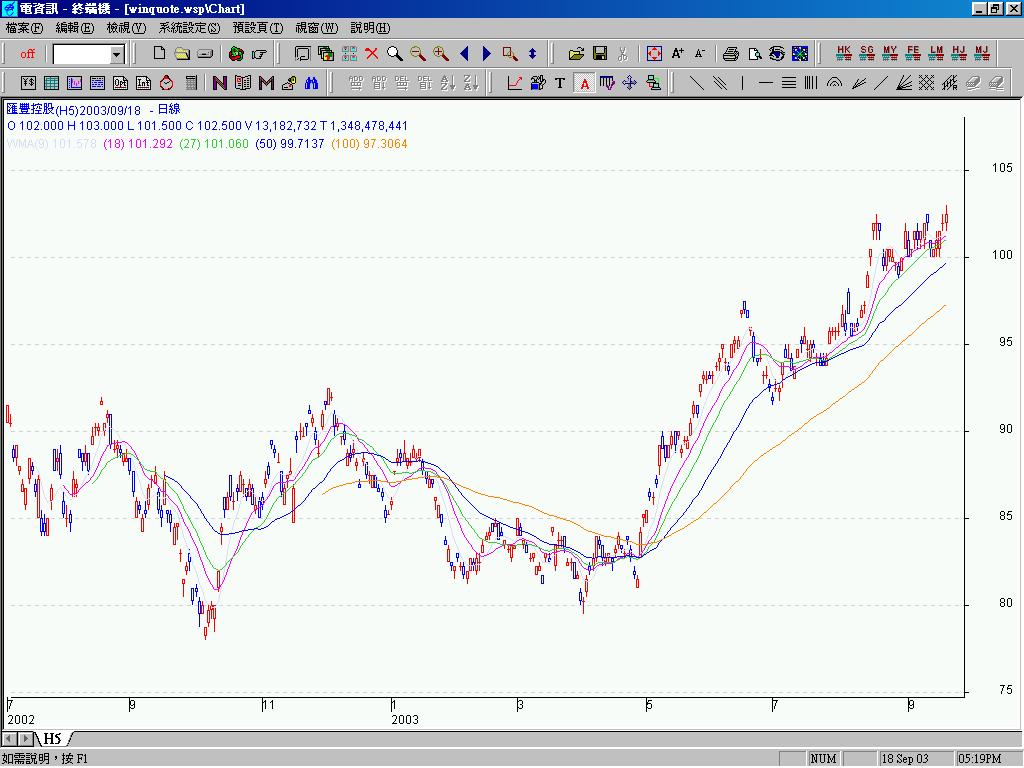 電資訊 - 終端機 - [winquote.wsp\Chart]
檔案(F) 編輯(E) 檢視(V) 系統設定(S) 預設頁(T) 視窗(W) 說明(H)
off HK SG MY FE LM HJ MJ
Opt Int N M T A A A
匯豐控股(H5)2003/09/18 - 日線
O 102.000 H 103.000 L 101.500 C 102.500 V 13,182,732 T 1,348,478,441
WMA(9) 101.578 (18) 101.292 (27) 101.060 (50) 99.7137 (100) 97.3064
105
100
95
90
85
80
75
7 9 11 1 3 5 7 9
2002 2003
H5
如需說明，按 F1 NUM 18 Sep 03 05:19PM